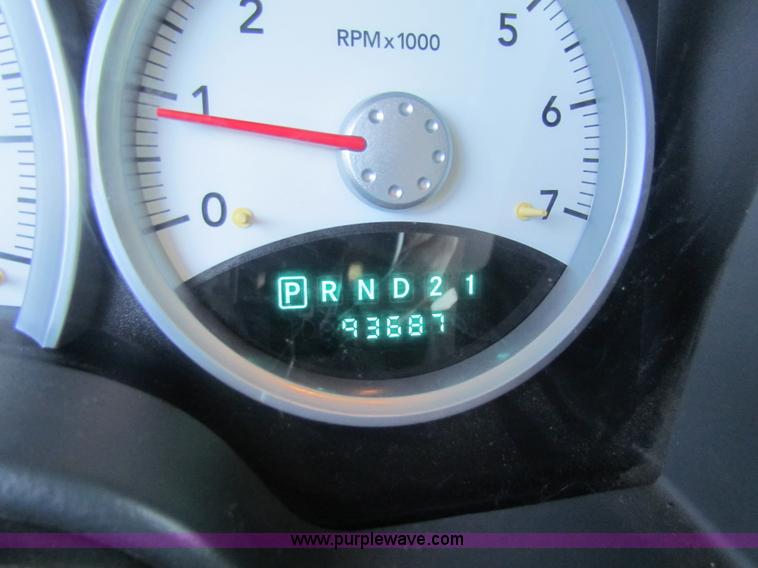 2 RPM x 1000 5
1 6
0 7
P R N D 2 1
93687
www.purplewave.com